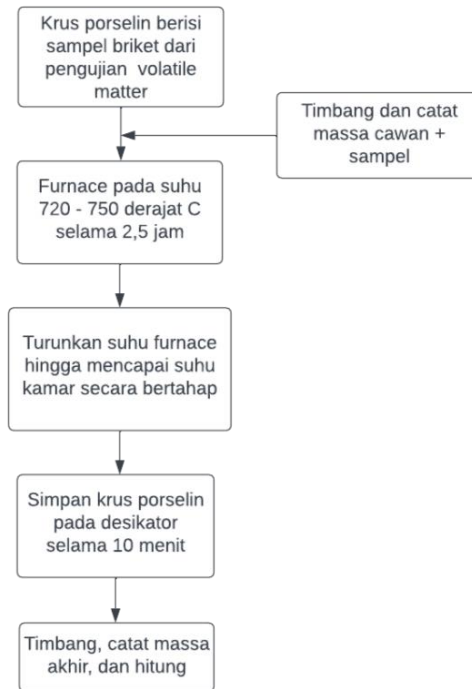 Krus porselin berisi
sampel briket dari
pengujian volatile
matter
Timbang dan catat
massa cawan +
sampel
Furnace pada suhu
720 - 750 derajat C
selama 2,5 jam
Turunkan suhu furnace
hingga mencapai suhu
kamar secara bertahap
Simpan krus porselin
pada desikator
selama 10 menit
Timbang, catat massa
akhir, dan hitung